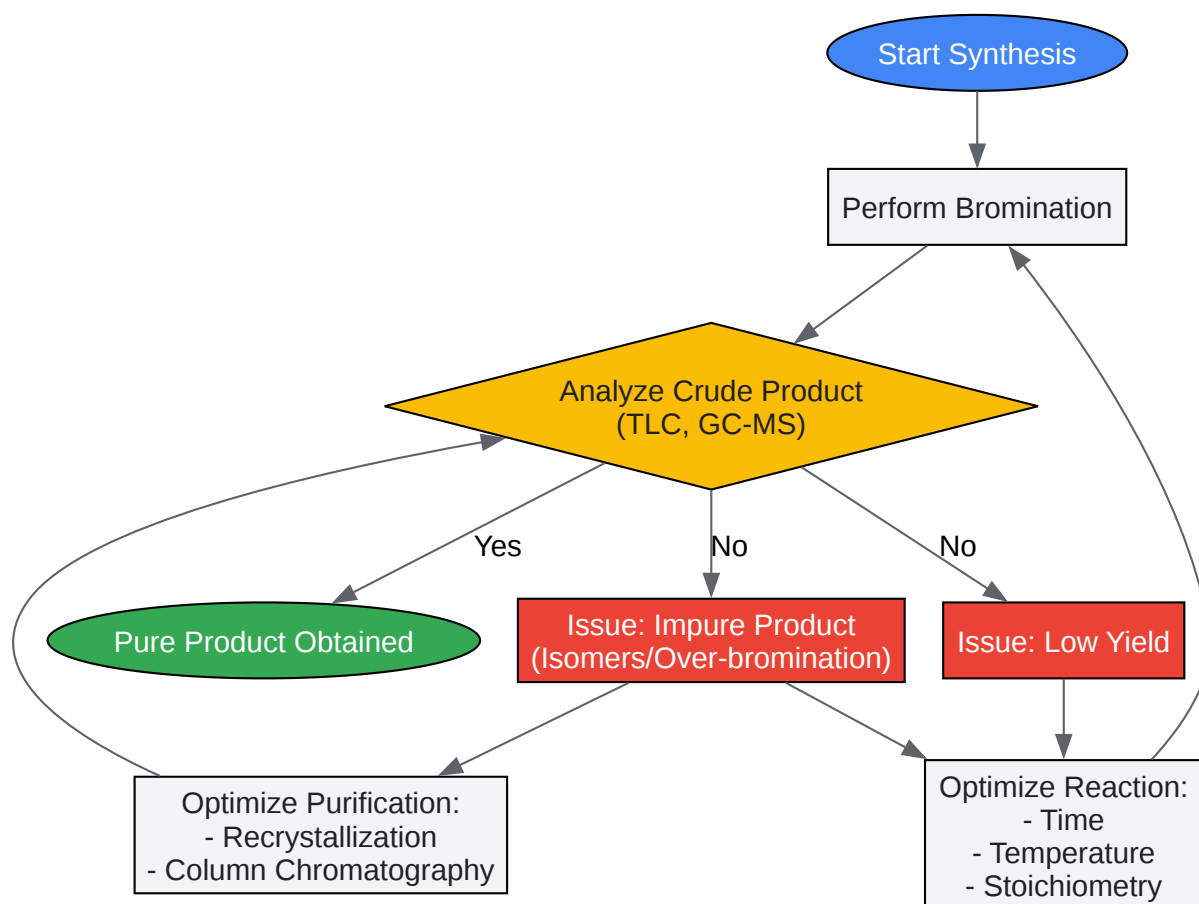 Start Synthesis
Perform Bromination
Analyze Crude Product
(TLC, GC-MS)
Yes
No
No
Pure Product Obtained
Issue: Impure Product
(Isomers/Over-bromination)
Issue: Low Yield
Optimize Purification:
- Recrystallization
- Column Chromatography
Optimize Reaction:
- Time
- Temperature
- Stoichiometry